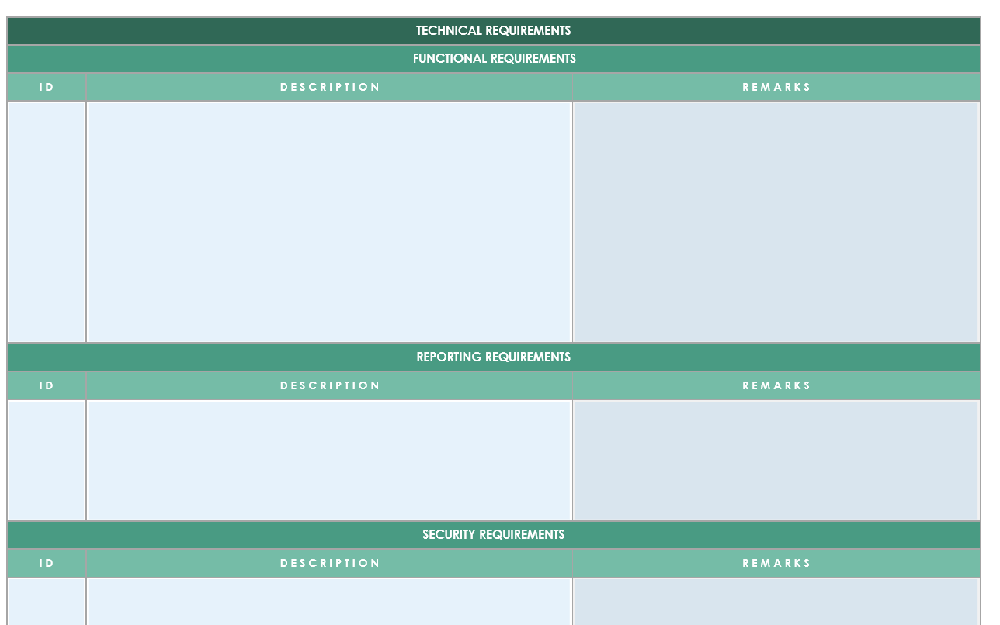 TECHNICAL REQUIREMENTS
FUNCTIONAL REQUIREMENTS
ID DESCRIPTION REMARKS
REPORTING REQUIREMENTS
ID DESCRIPTION REMARKS
SECURITY REQUIREMENTS
ID DESCRIPTION REMARKS